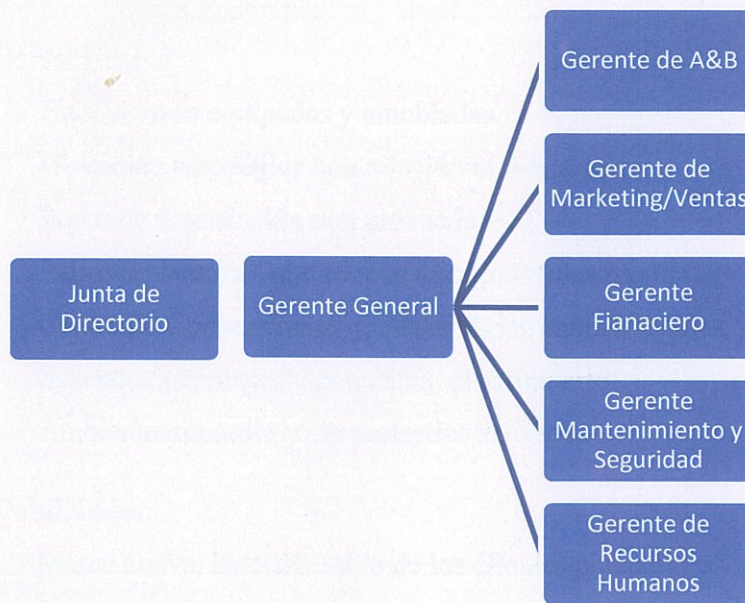 Gerente de A&B
Gerente de
Marketing/Ventas
Junta de
Directorio
Gerente General
Gerente
Fianaciero
Gerente
Mantenimiento y
Seguridad
Gerente de
Recursos
Humanos